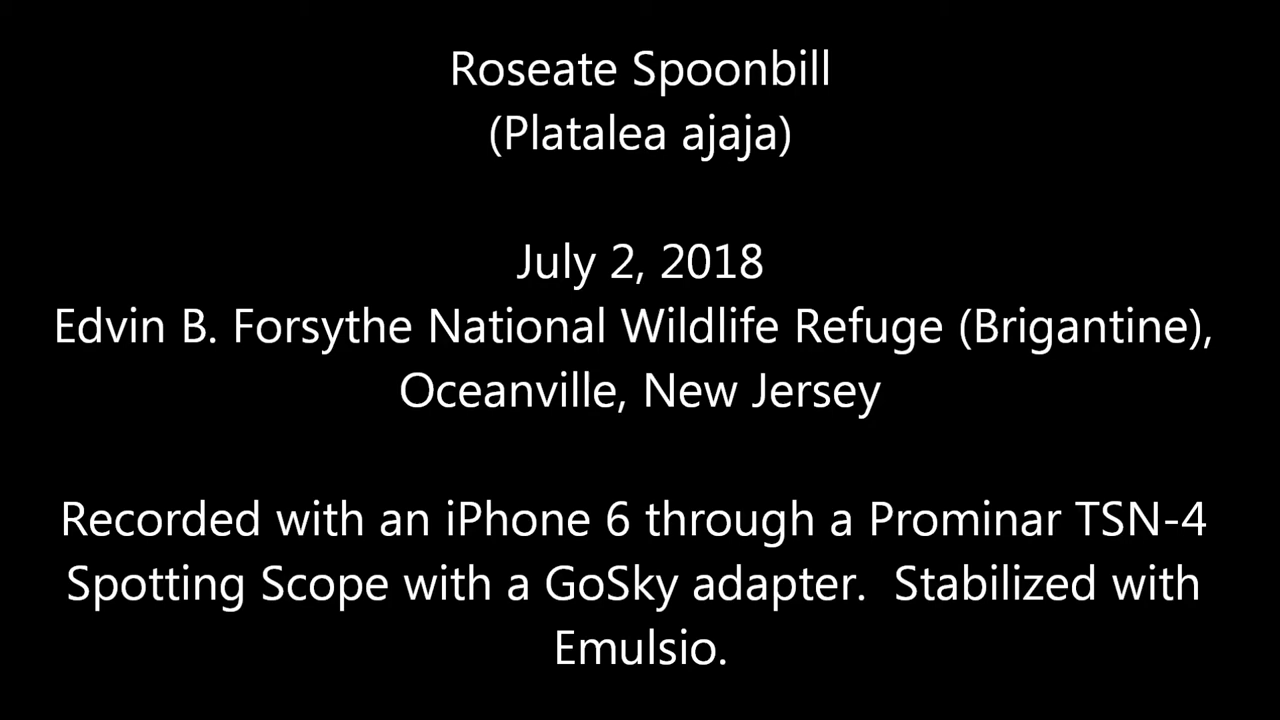 Roseate Spoonbill
(Platalea ajaja)
July 2, 2018
Edvin B. Forsythe National Wildlife Refuge (Brigantine),
Oceanville, New Jersey
Recorded with an iPhone 6 through a Prominar TSN-4
Spotting Scope with a GoSky adapter.  Stabilized with
Emulsio.